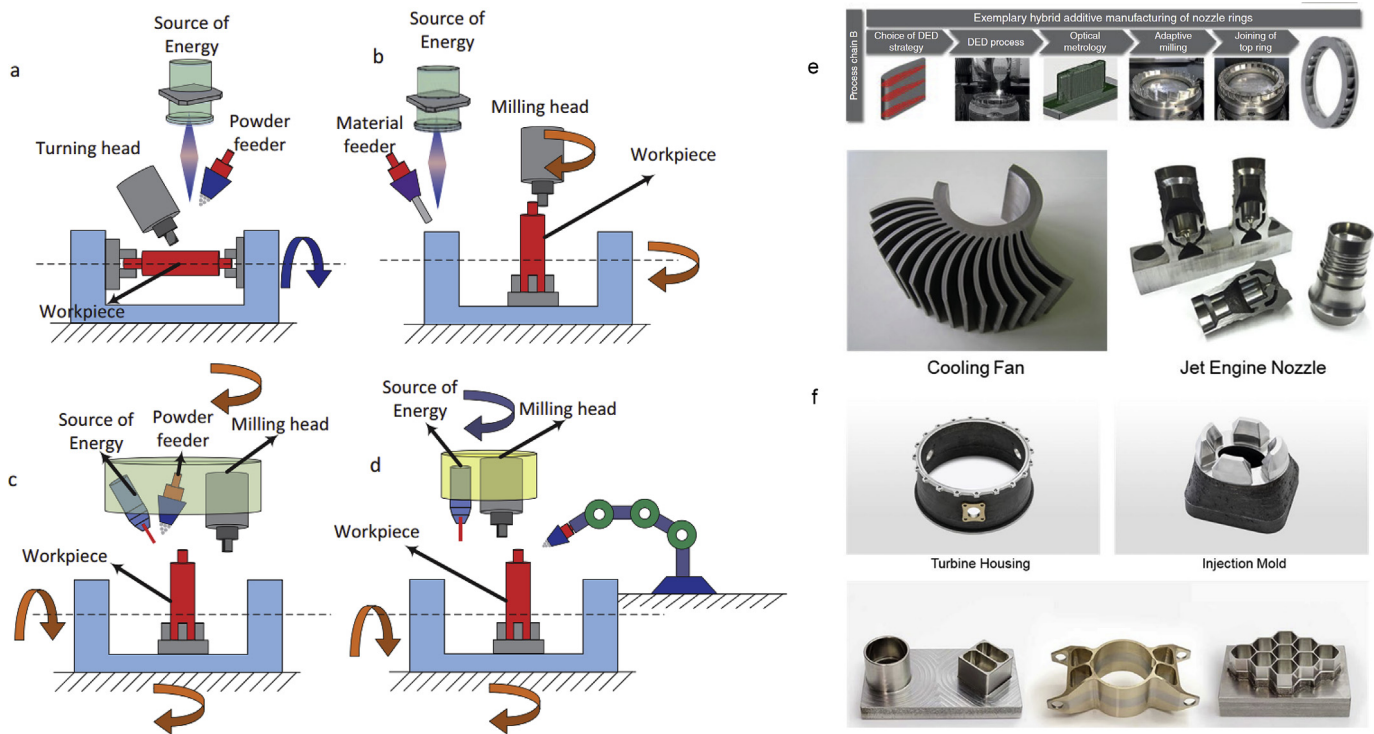 a
Source of
Energy
Turning head
Powder
feeder
Workpiece
b
Source of
Energy
Material
feeder
Milling head
Workpiece
c
Source of
Energy
Powder
feeder
Milling head
Workpiece
d
Source of
Energy
Milling head
Workpiece
e
Process chain B
Exemplary hybrid additive manufacturing of nozzle rings
Choice of DED
strategy
DED process
Optical
metrology
Adaptive
milling
Joining of
top ring
Cooling Fan
Jet Engine Nozzle
f
Turbine Housing
Injection Mold